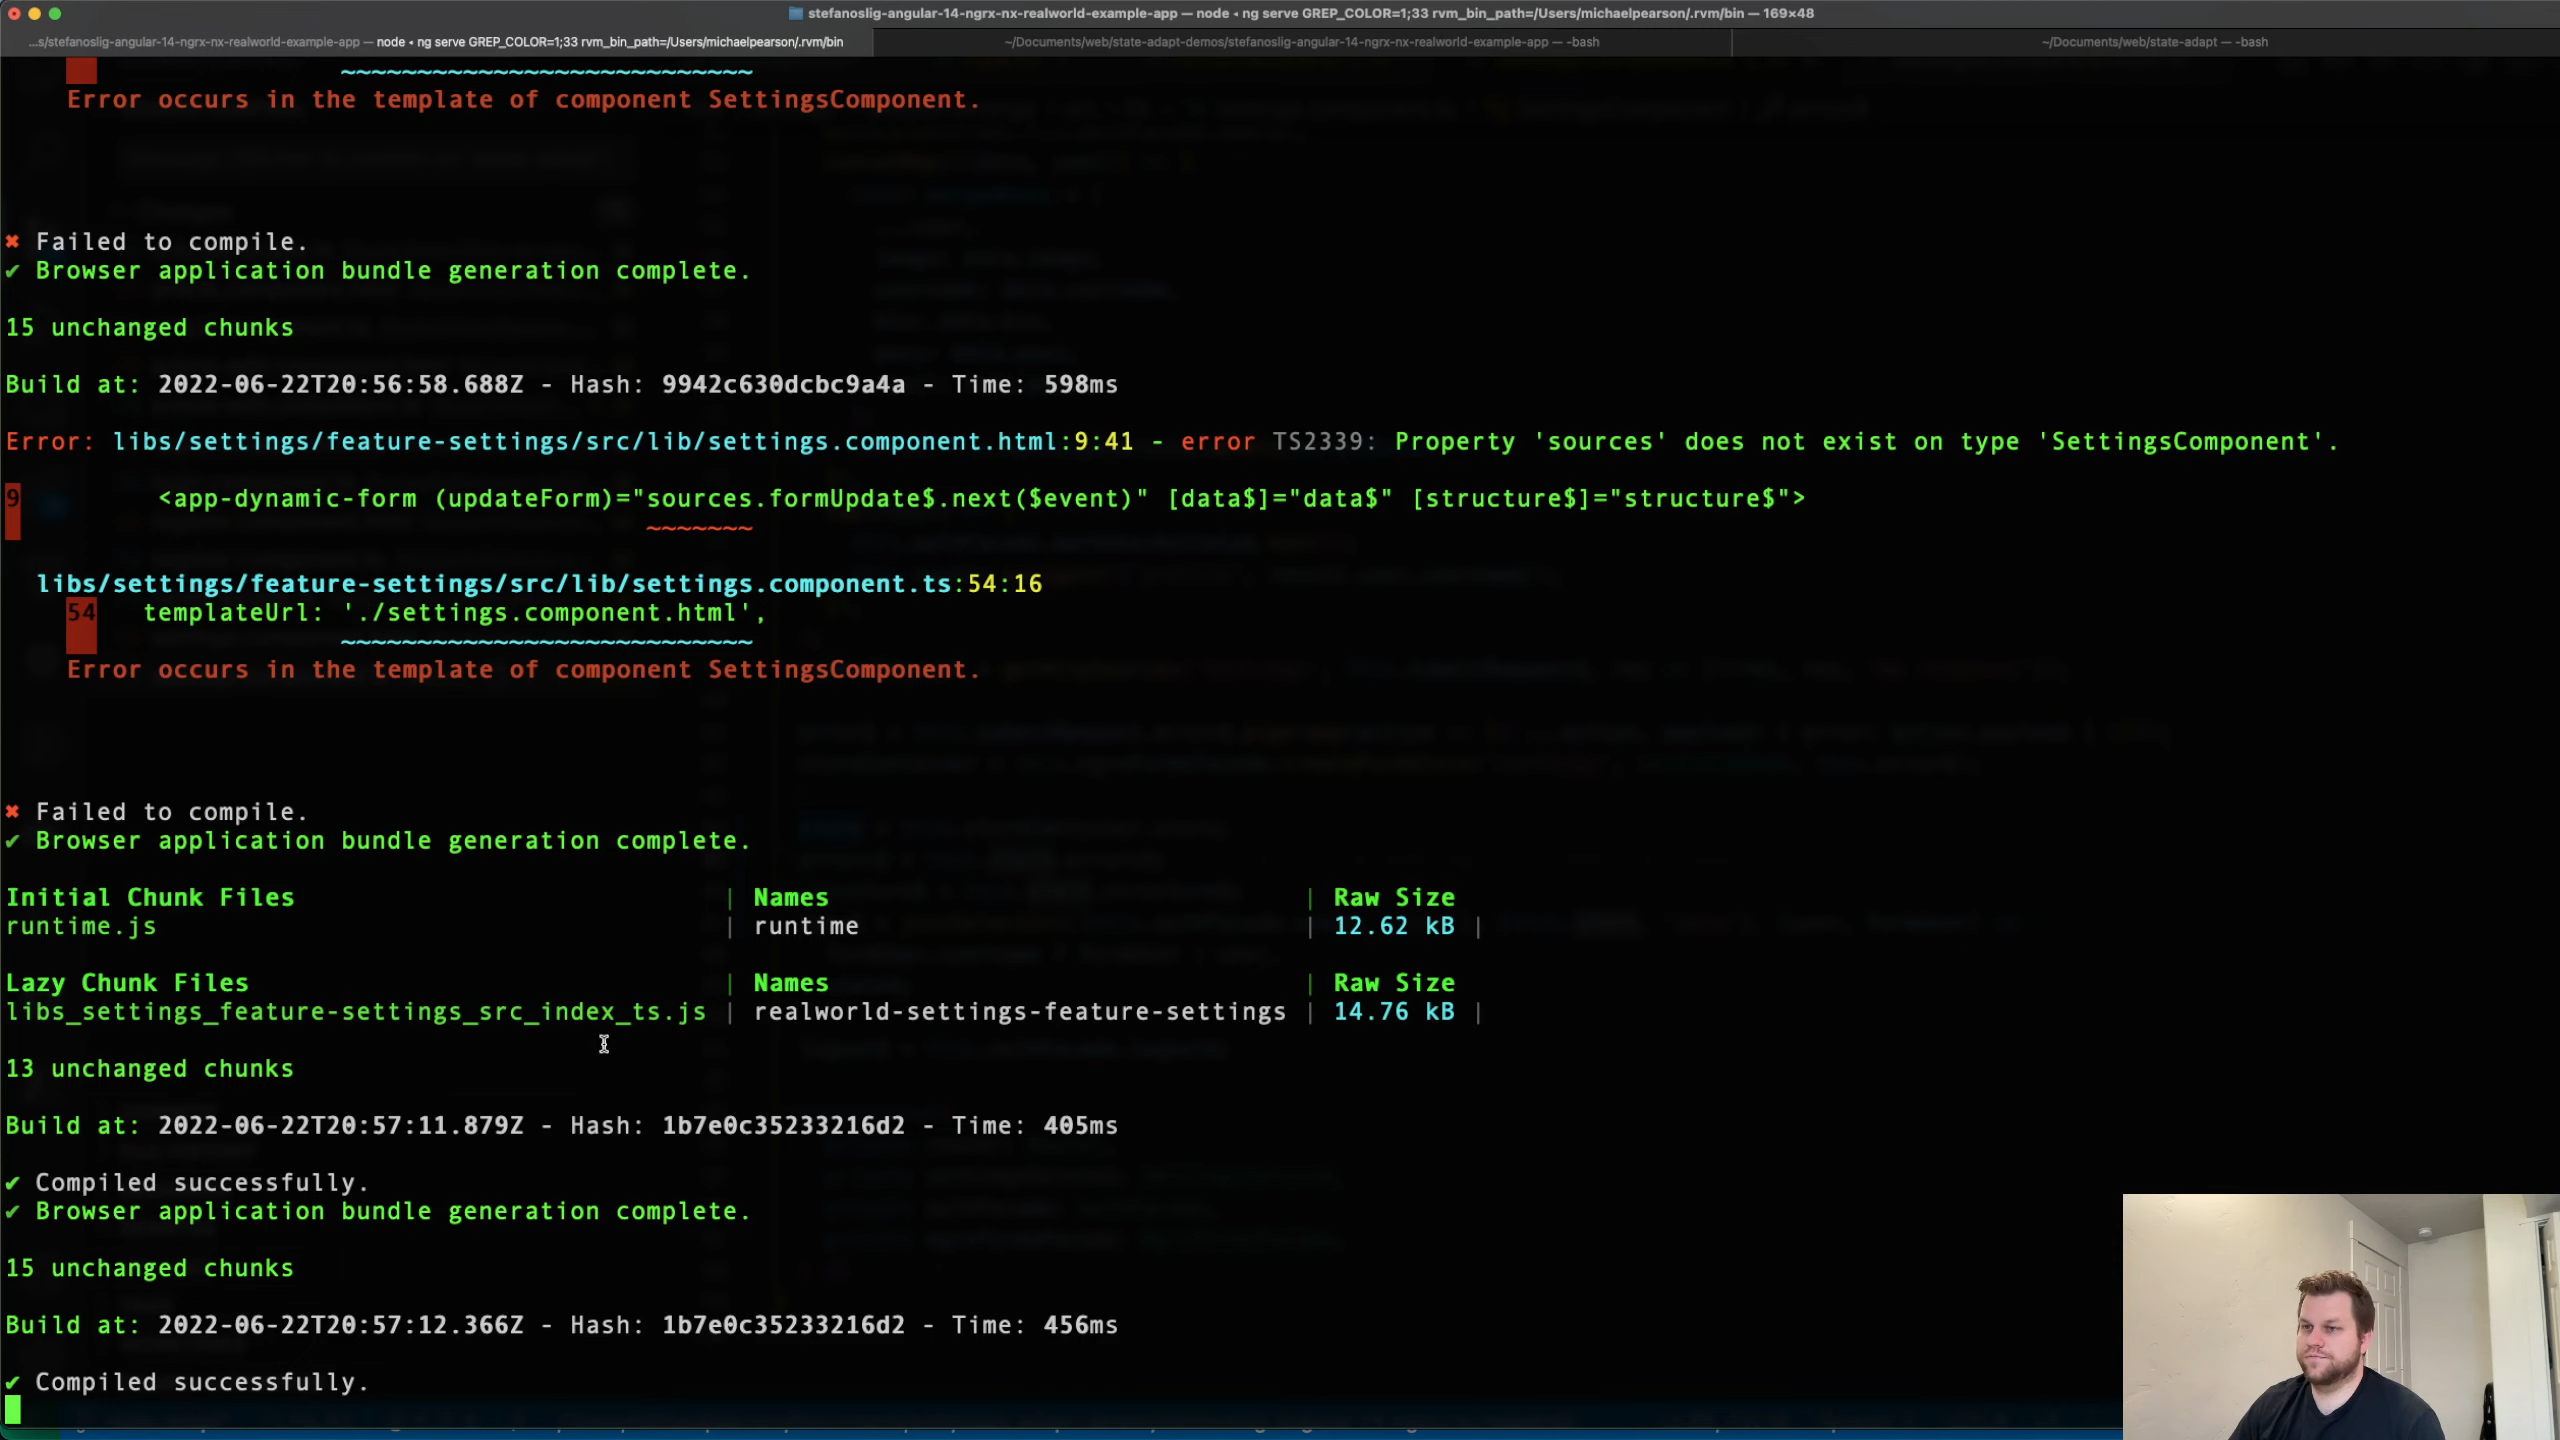 stefanoslig-angular-14-ngrx-nx-realworld-example-app — node ◂ ng serve GREP_COLOR=1;33 rvm_bin_path=/Users/michaelpearson/.rvm/bin — 169×48
...s/stefanoslig-angular-14-ngrx-nx-realworld-example-app — node ◂ ng serve GREP_COLOR=1;33 rvm_bin_path=/Users/michaelpearson/.rvm/bin
~/Documents/web/state-adapt-demos/stefanoslig-angular-14-ngrx-nx-realworld-example-app — -bash
~/Documents/web/state-adapt — -bash
~~~~~~~~~~~~~~~~~~~~~~~~~~~
Error occurs in the template of component SettingsComponent.
✖ Failed to compile.
✔ Browser application bundle generation complete.
15 unchanged chunks
Build at: 2022-06-22T20:56:58.688Z - Hash: 9942c630dcbc9a4a - Time: 598ms
Error: libs/settings/feature-settings/src/lib/settings.component.html:9:41 - error TS2339: Property 'sources' does not exist on type 'SettingsComponent'.
9 <app-dynamic-form (updateForm)="sources.formUpdate$.next($event)" [data$]="data$" [structure$]="structure$">
~~~~~~~
libs/settings/feature-settings/src/lib/settings.component.ts:54:16
54 templateUrl: './settings.component.html',
~~~~~~~~~~~~~~~~~~~~~~~~~~~
Error occurs in the template of component SettingsComponent.
✖ Failed to compile.
✔ Browser application bundle generation complete.
Initial Chunk Files | Names | Raw Size
runtime.js | runtime | 12.62 kB |
Lazy Chunk Files | Names | Raw Size
libs_settings_feature-settings_src_index_ts.js | realworld-settings-feature-settings | 14.76 kB |
13 unchanged chunks
Build at: 2022-06-22T20:57:11.879Z - Hash: 1b7e0c35233216d2 - Time: 405ms
✔ Compiled successfully.
✔ Browser application bundle generation complete.
15 unchanged chunks
Build at: 2022-06-22T20:57:12.366Z - Hash: 1b7e0c35233216d2 - Time: 456ms
✔ Compiled successfully.